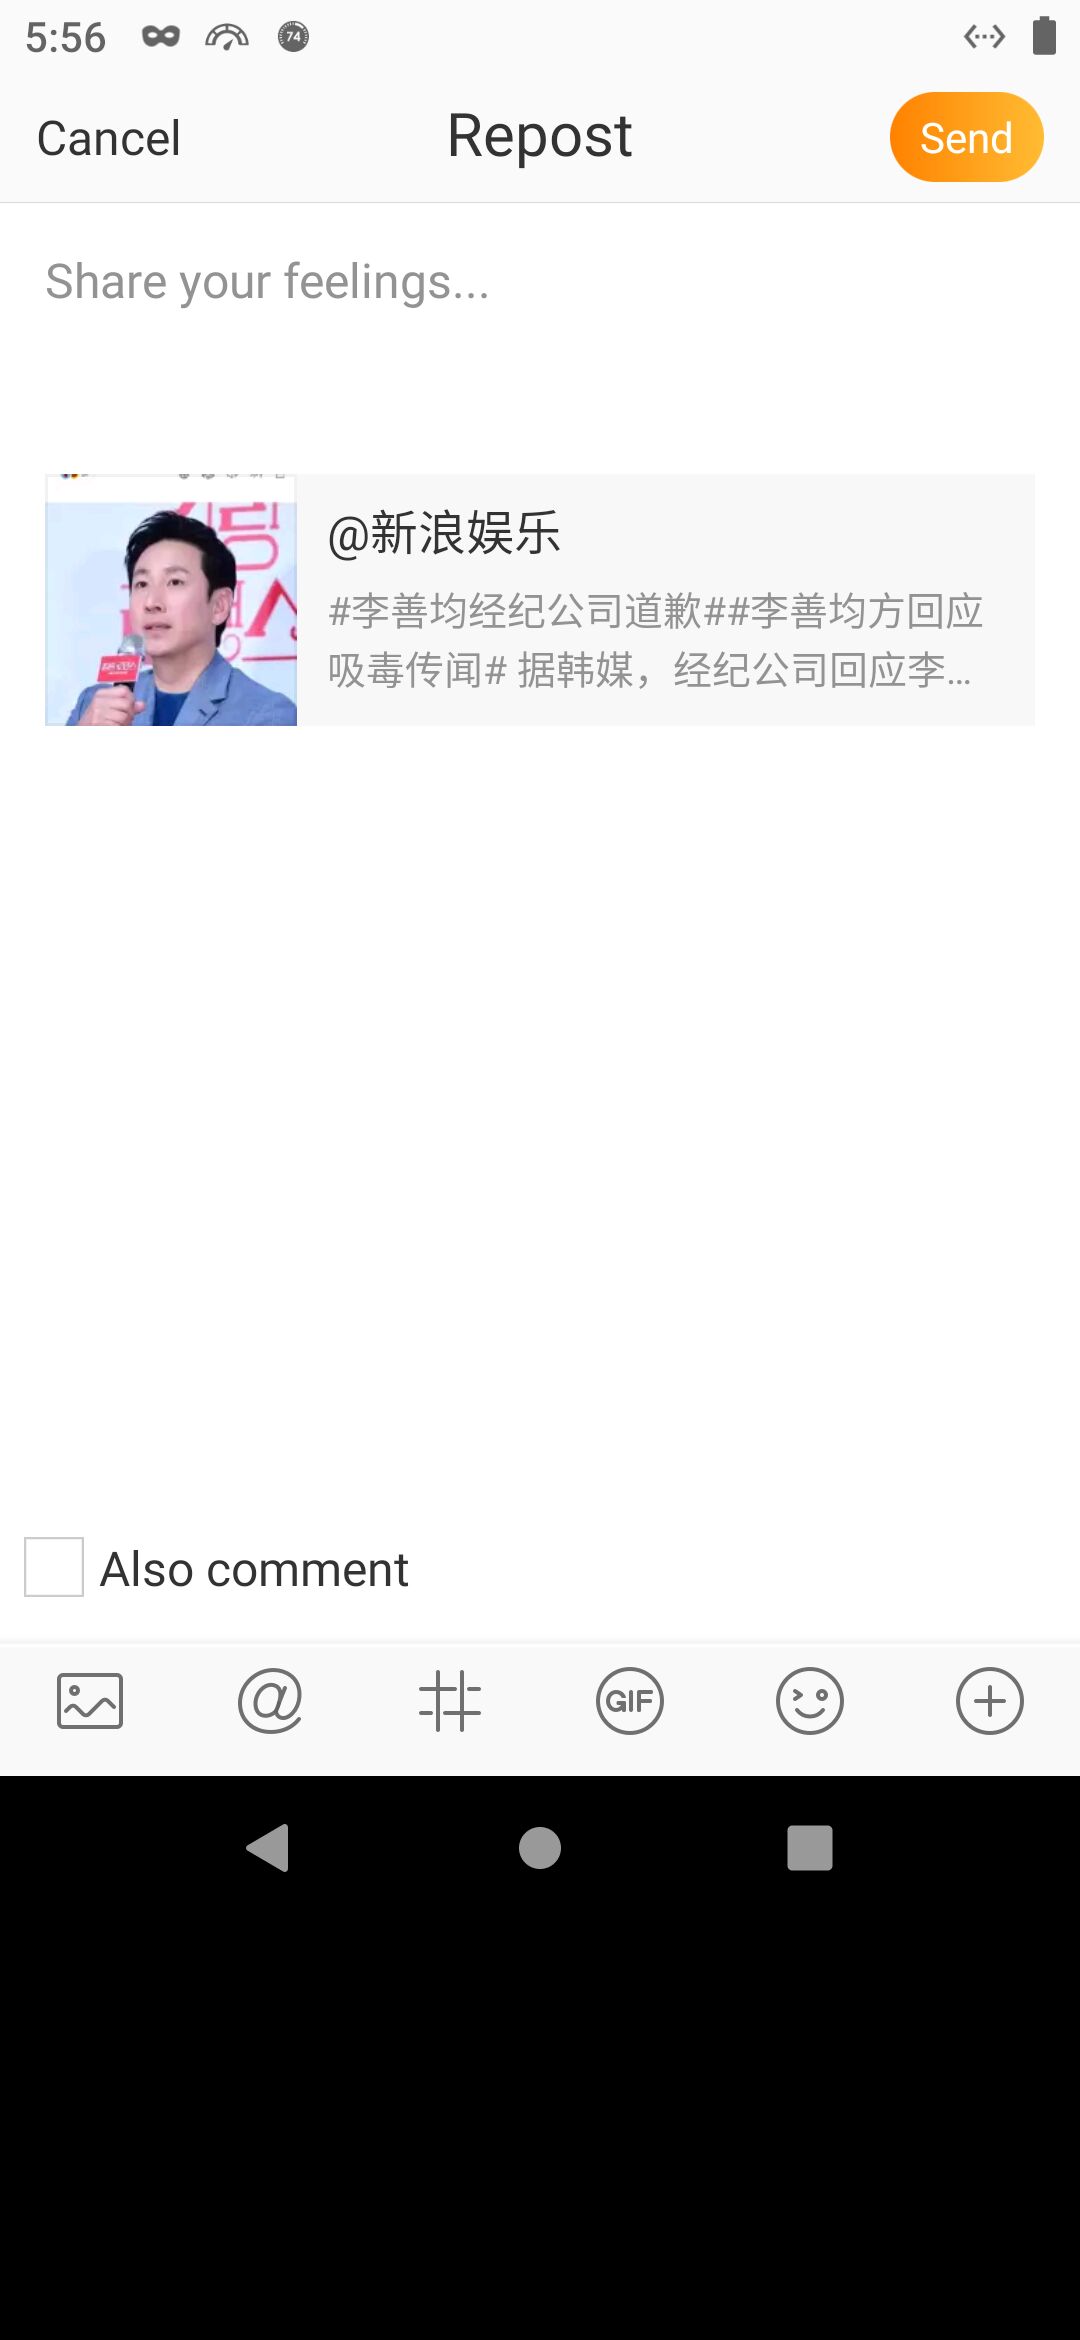 5:56
74
Cancel
Repost
Send
Share your feelings...
@新浪娱乐
#李善均经纪公司道歉##李善均方回应
吸毒传闻# 据韩媒，经纪公司回应李...
Also comment
GIF